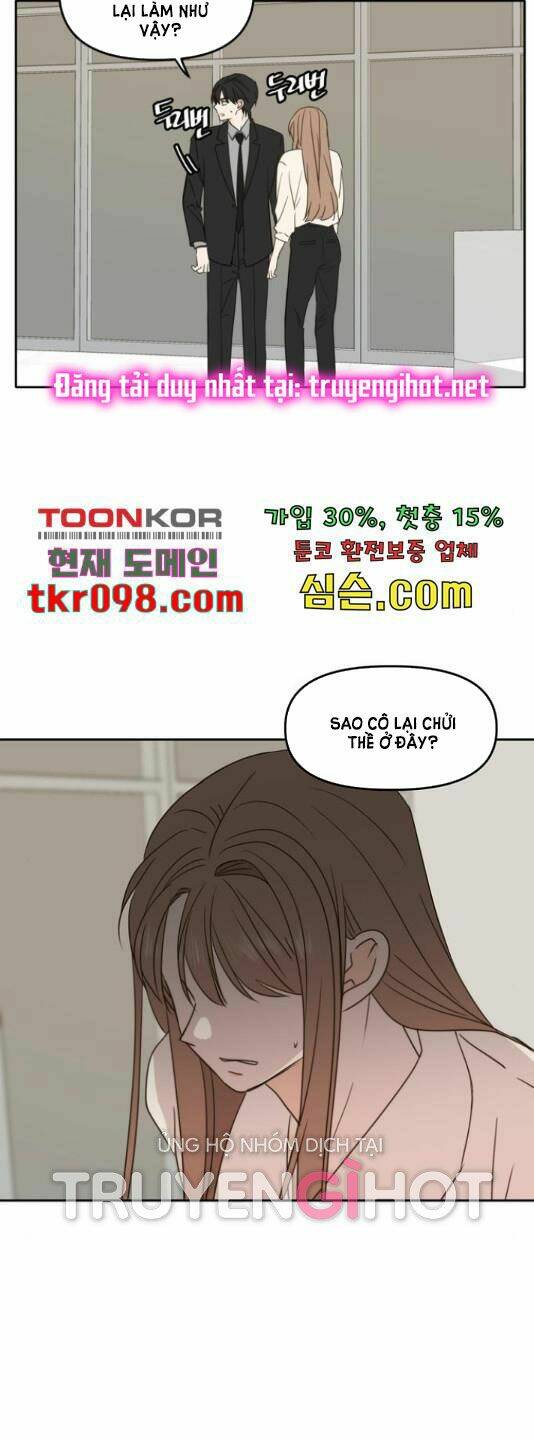 LẠI LÀM NHƯ
VẬY?
두리번
두리번
Đăng tải duy nhất tại: truyengihot.net
TOONKOR
현재 도메인
tkr098.com
가입 30%, 첫충 15%
툰코 환전보증 업체
심슨.com
SAO CÔ LẠI CHỬI
THỀ Ở ĐÂY?
ỦNG HỘ NHÓM DỊCH TẠI
TRUYENGIHOT